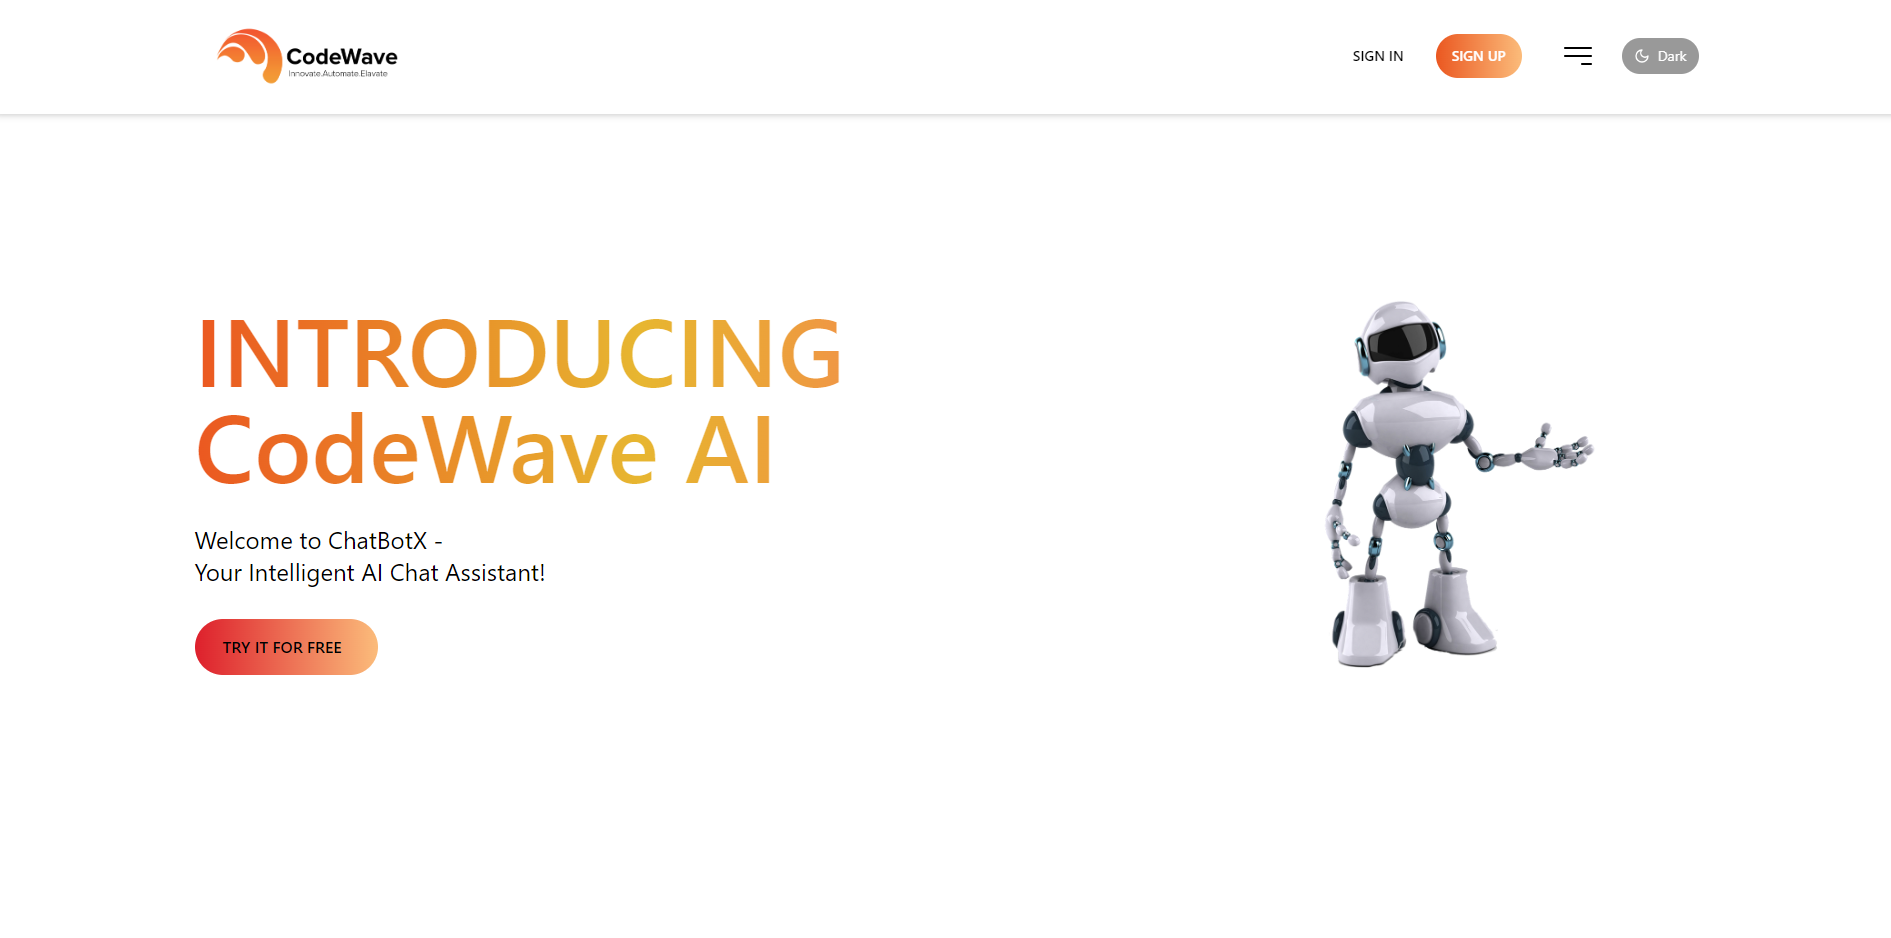 CodeWave
Innovate.Automate.Elavate
SIGN IN
SIGN UP
Dark
INTRODUCING
CodeWave AI
Welcome to ChatBotX -
Your Intelligent AI Chat Assistant!
TRY IT FOR FREE